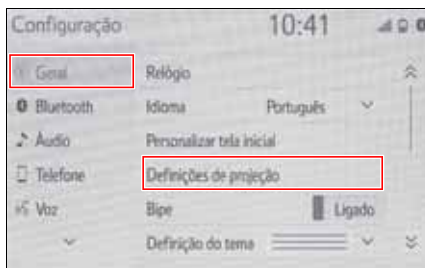 Configuração 10:41
Geral Relógio
Bluetooth Idioma Português
Áudio Personalizar tela inicial
Telefone Definições de projeção
Voz Bipe Ligado
Definição do tema